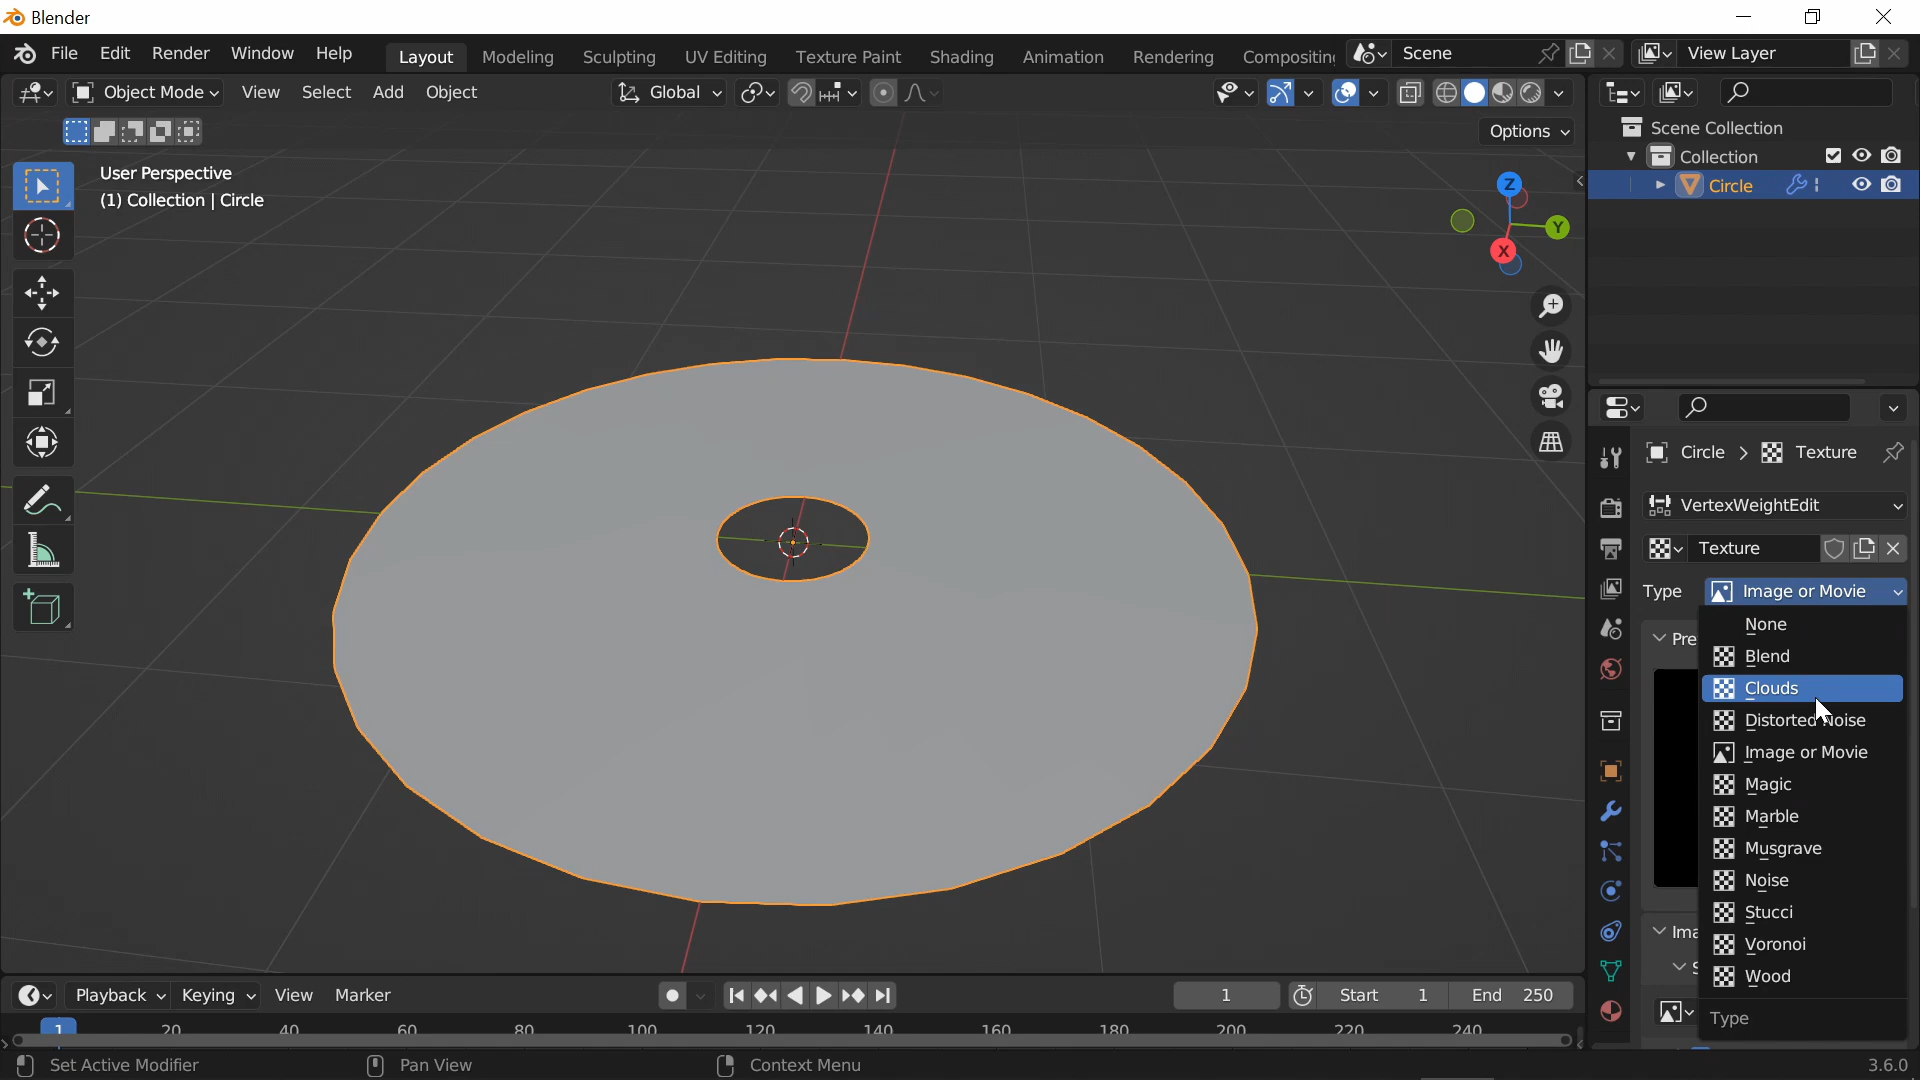 Blender
File Edit Render Window Help Layout Modeling Sculpting UV Editing Texture Paint Shading Animation Rendering Compositing Scene View Layer
Object Mode View Select Add Object Global
Options
User Perspective
(1) Collection | Circle
Z
Y
X
Scene Collection
Collection
Circle
Circle > Texture
VertexWeightEdit
Texture
Type Image or Movie
None
Pre
Blend
Clouds
Distorted Noise
Image or Movie
Magic
Marble
Musgrave
Noise
Stucci
Voronoi
Wood
Type
Ima
S
Playback Keying View Marker 1 Start 1 End 250
1 20 40 60 80 100 120 140 160 180 200 220 240
Set Active Modifier Pan View Context Menu 3.6.0